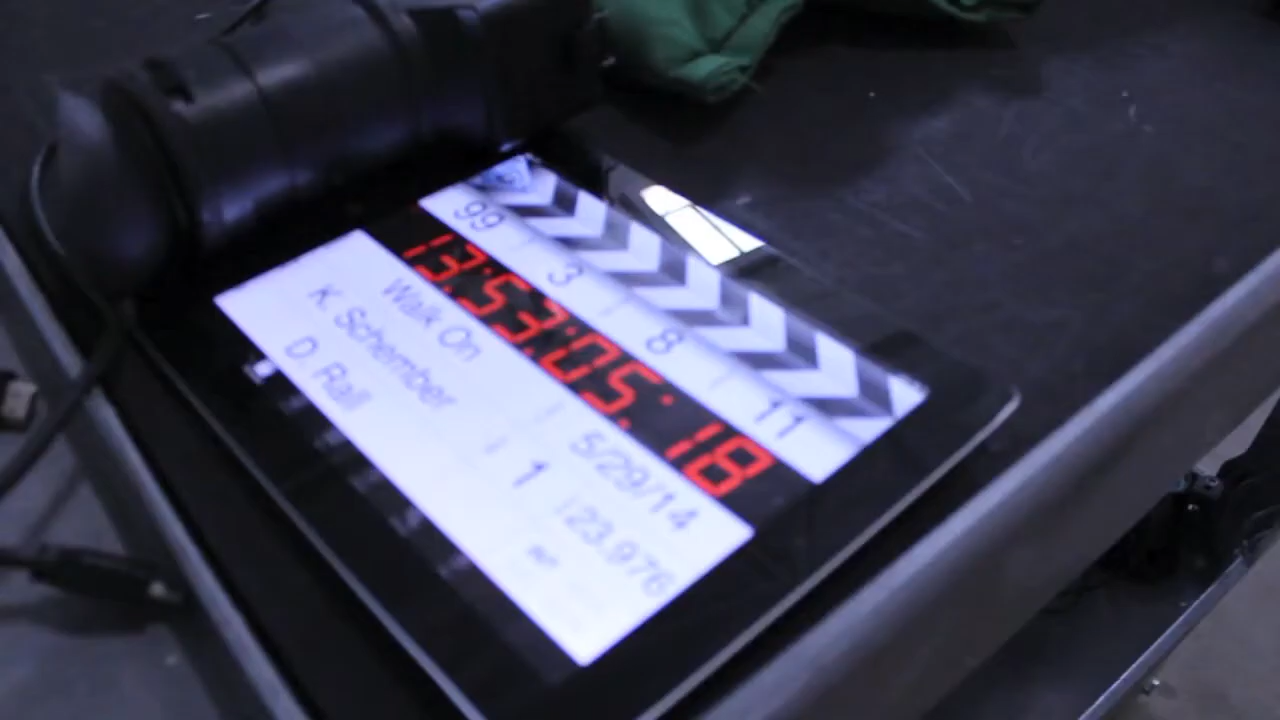 99 3 8 11
13:53:05:18
Walk On 5/29/14
K. Schember 1 23.976
D. Rall